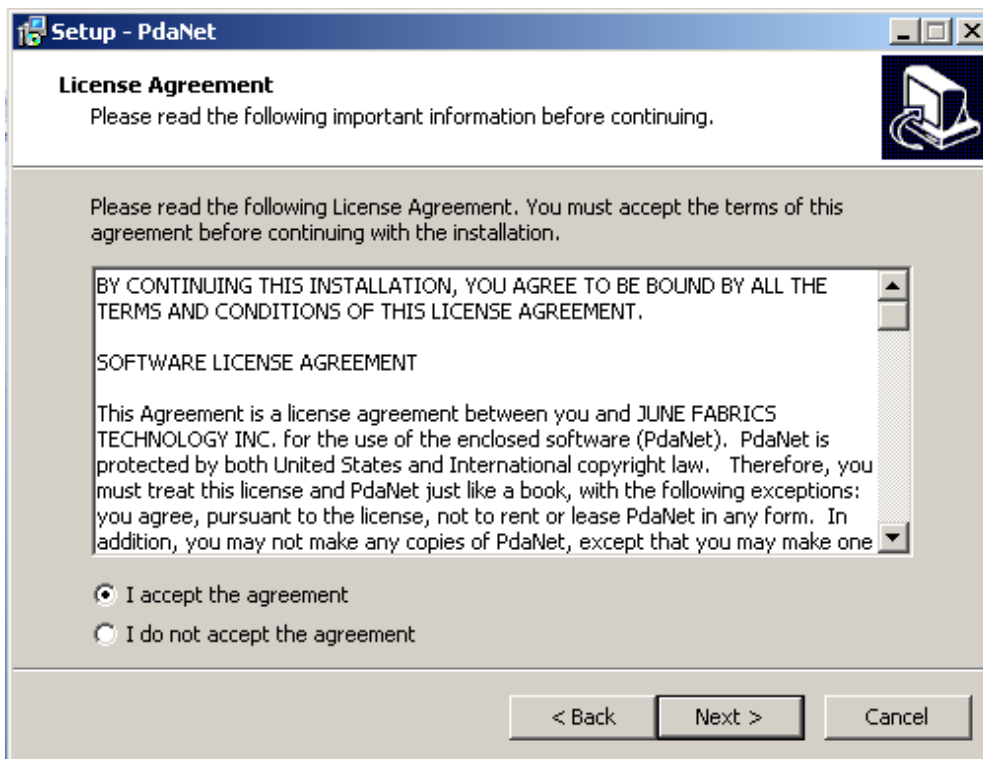 Setup - PdaNet
License Agreement
Please read the following important information before continuing.
Please read the following License Agreement. You must accept the terms of this
agreement before continuing with the installation.
BY CONTINUING THIS INSTALLATION, YOU AGREE TO BE BOUND BY ALL THE
TERMS AND CONDITIONS OF THIS LICENSE AGREEMENT.
SOFTWARE LICENSE AGREEMENT
This Agreement is a license agreement between you and JUNE FABRICS
TECHNOLOGY INC. for the use of the enclosed software (PdaNet).  PdaNet is
protected by both United States and International copyright law.   Therefore, you
must treat this license and PdaNet just like a book, with the following exceptions:
you agree, pursuant to the license, not to rent or lease PdaNet in any form.  In
addition, you may not make any copies of PdaNet, except that you may make one
I accept the agreement
I do not accept the agreement
< Back
Next >
Cancel